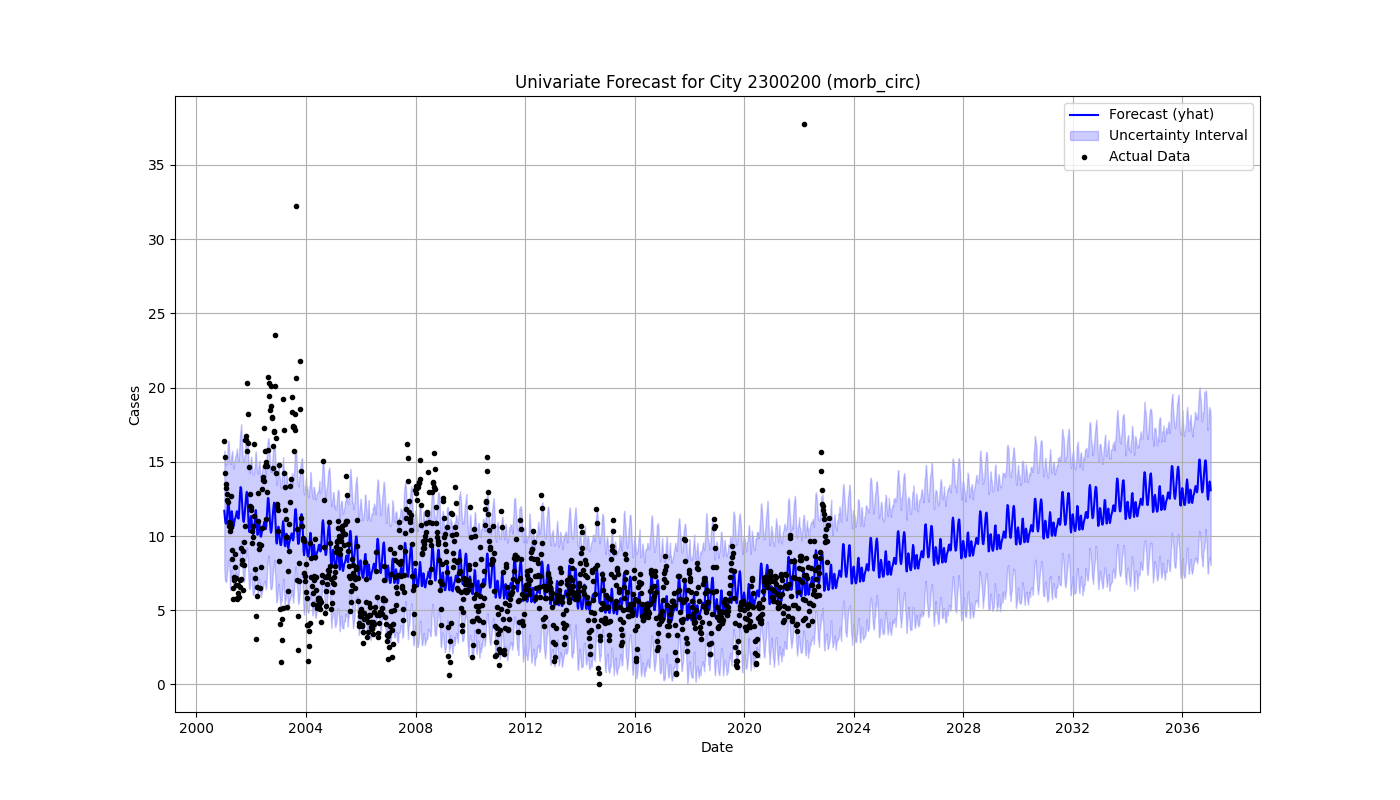 Univariate Forecast for City 2300200 (morb_circ)
Forecast (yhat)
Uncertainty Interval
Actual Data
Cases
35
30
25
20
15
10
5
0
2000 2004 2008 2012 2016 2020 2024 2028 2032 2036
Date